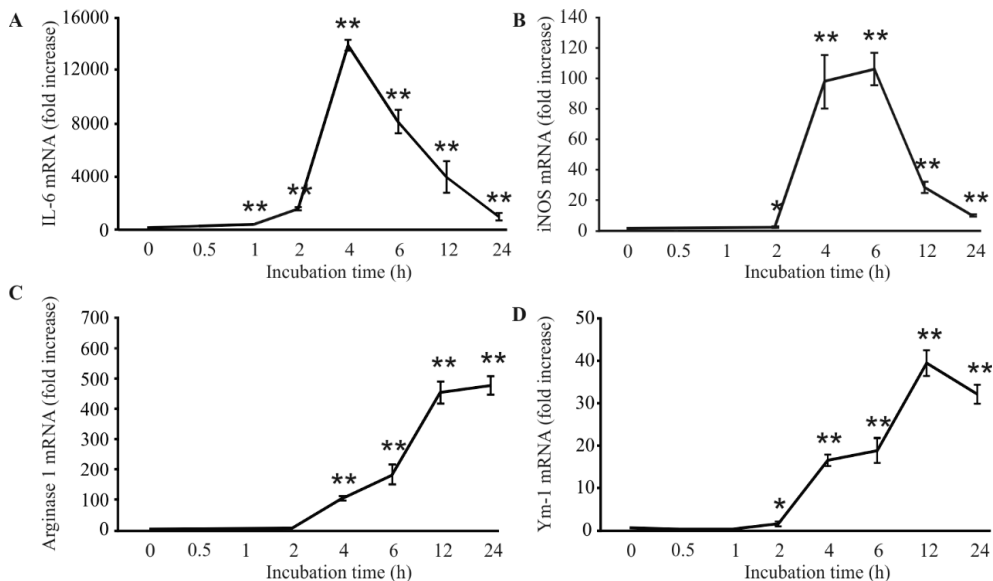 A
IL-6 mRNA (fold increase)
16000
12000
8000
4000
0
** ** ** ** ** **
0 0.5 1 2 4 6 12 24
Incubation time (h)
B
iNOS mRNA (fold increase)
140
120
100
80
60
40
20
0
* ** ** ** **
0 0.5 1 2 4 6 12 24
Incubation time (h)
C
Arginase 1 mRNA (fold increase)
700
600
500
400
300
200
100
0
** ** ** **
0 0.5 1 2 4 6 12 24
Incubation time (h)
D
Ym-1 mRNA (fold increase)
50
40
30
20
10
0
* ** ** ** **
0 0.5 1 2 4 6 12 24
Incubation time (h)